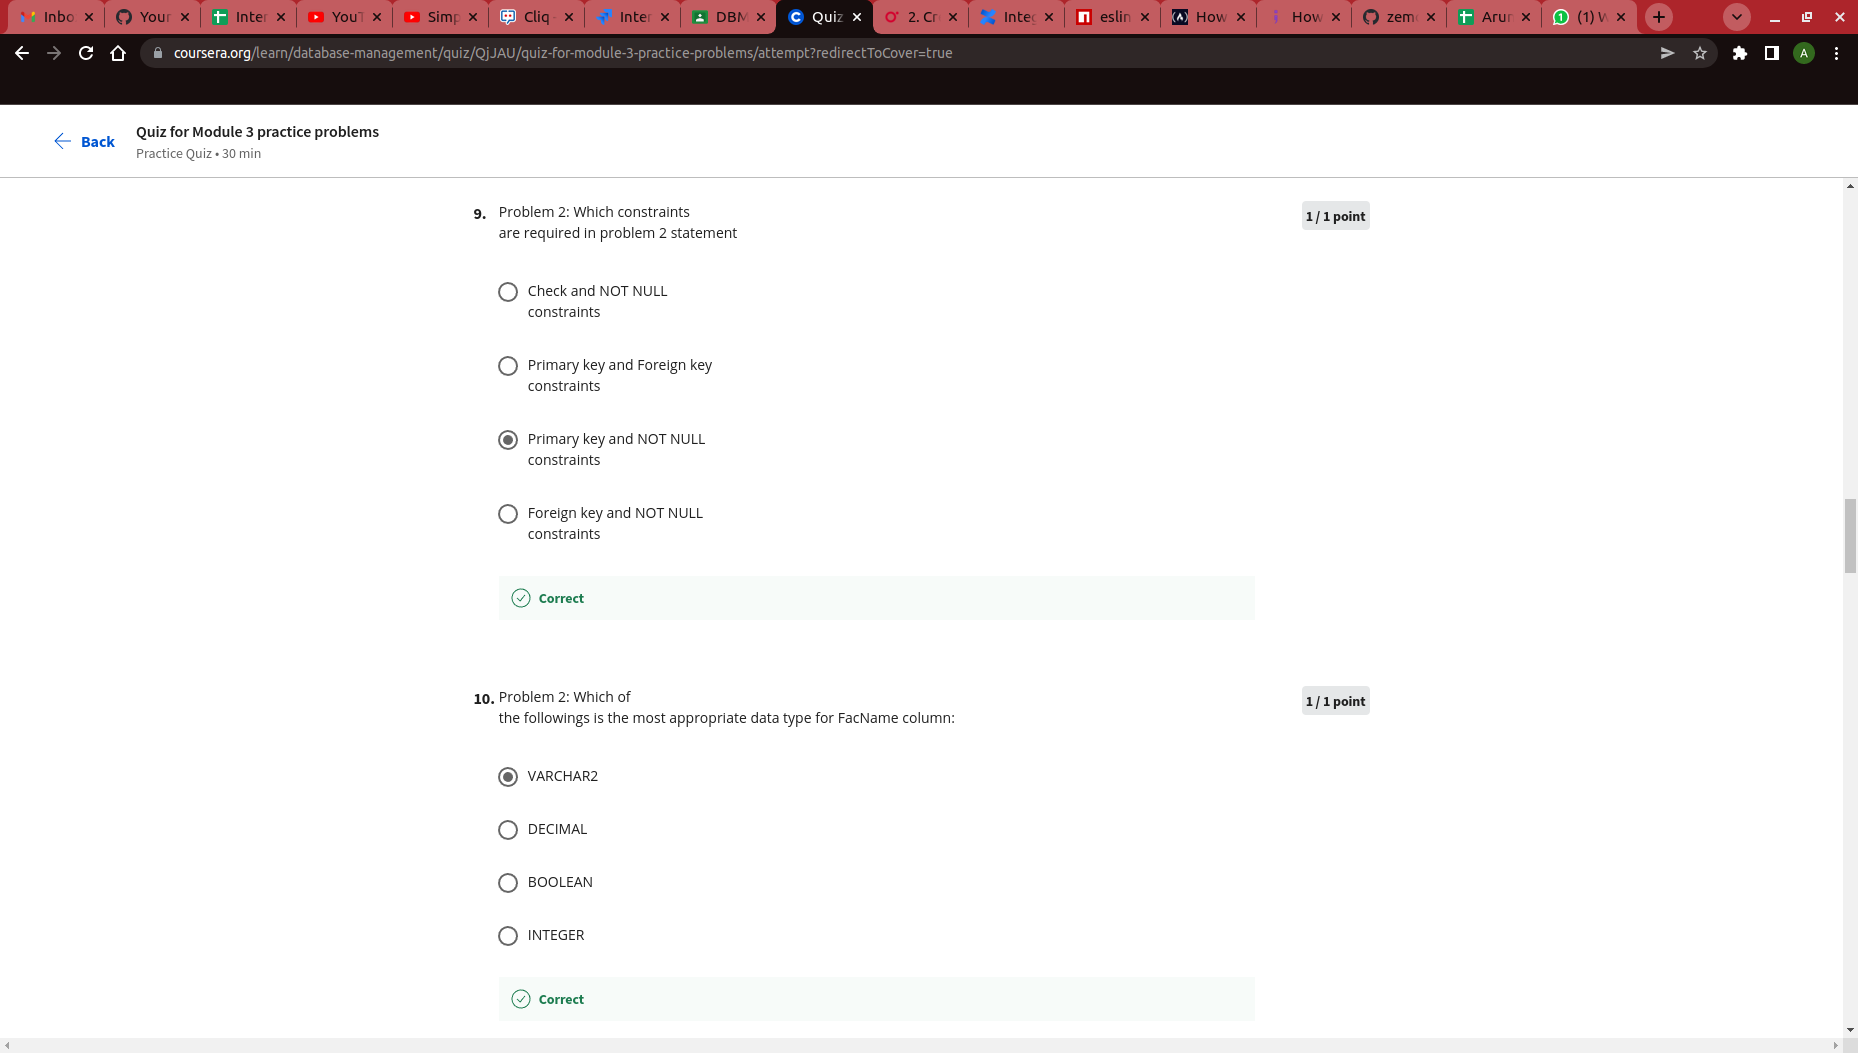 Inbo
Your
Inter
YouT
Simp
Cliq
Inter
DBM
Quiz
2. Cr
Integ
eslin
How
How
zem
Arun
(1) W
coursera.org/learn/database-management/quiz/QjJAU/quiz-for-module-3-practice-problems/attempt?redirectToCover=true
A
Back
Quiz for Module 3 practice problems
Practice Quiz • 30 min
9. Problem 2: Which constraints
are required in problem 2 statement
1 / 1 point
Check and NOT NULL
constraints
Primary key and Foreign key
constraints
Primary key and NOT NULL
constraints
Foreign key and NOT NULL
constraints
Correct
10. Problem 2: Which of
the followings is the most appropriate data type for FacName column:
1 / 1 point
VARCHAR2
DECIMAL
BOOLEAN
INTEGER
Correct